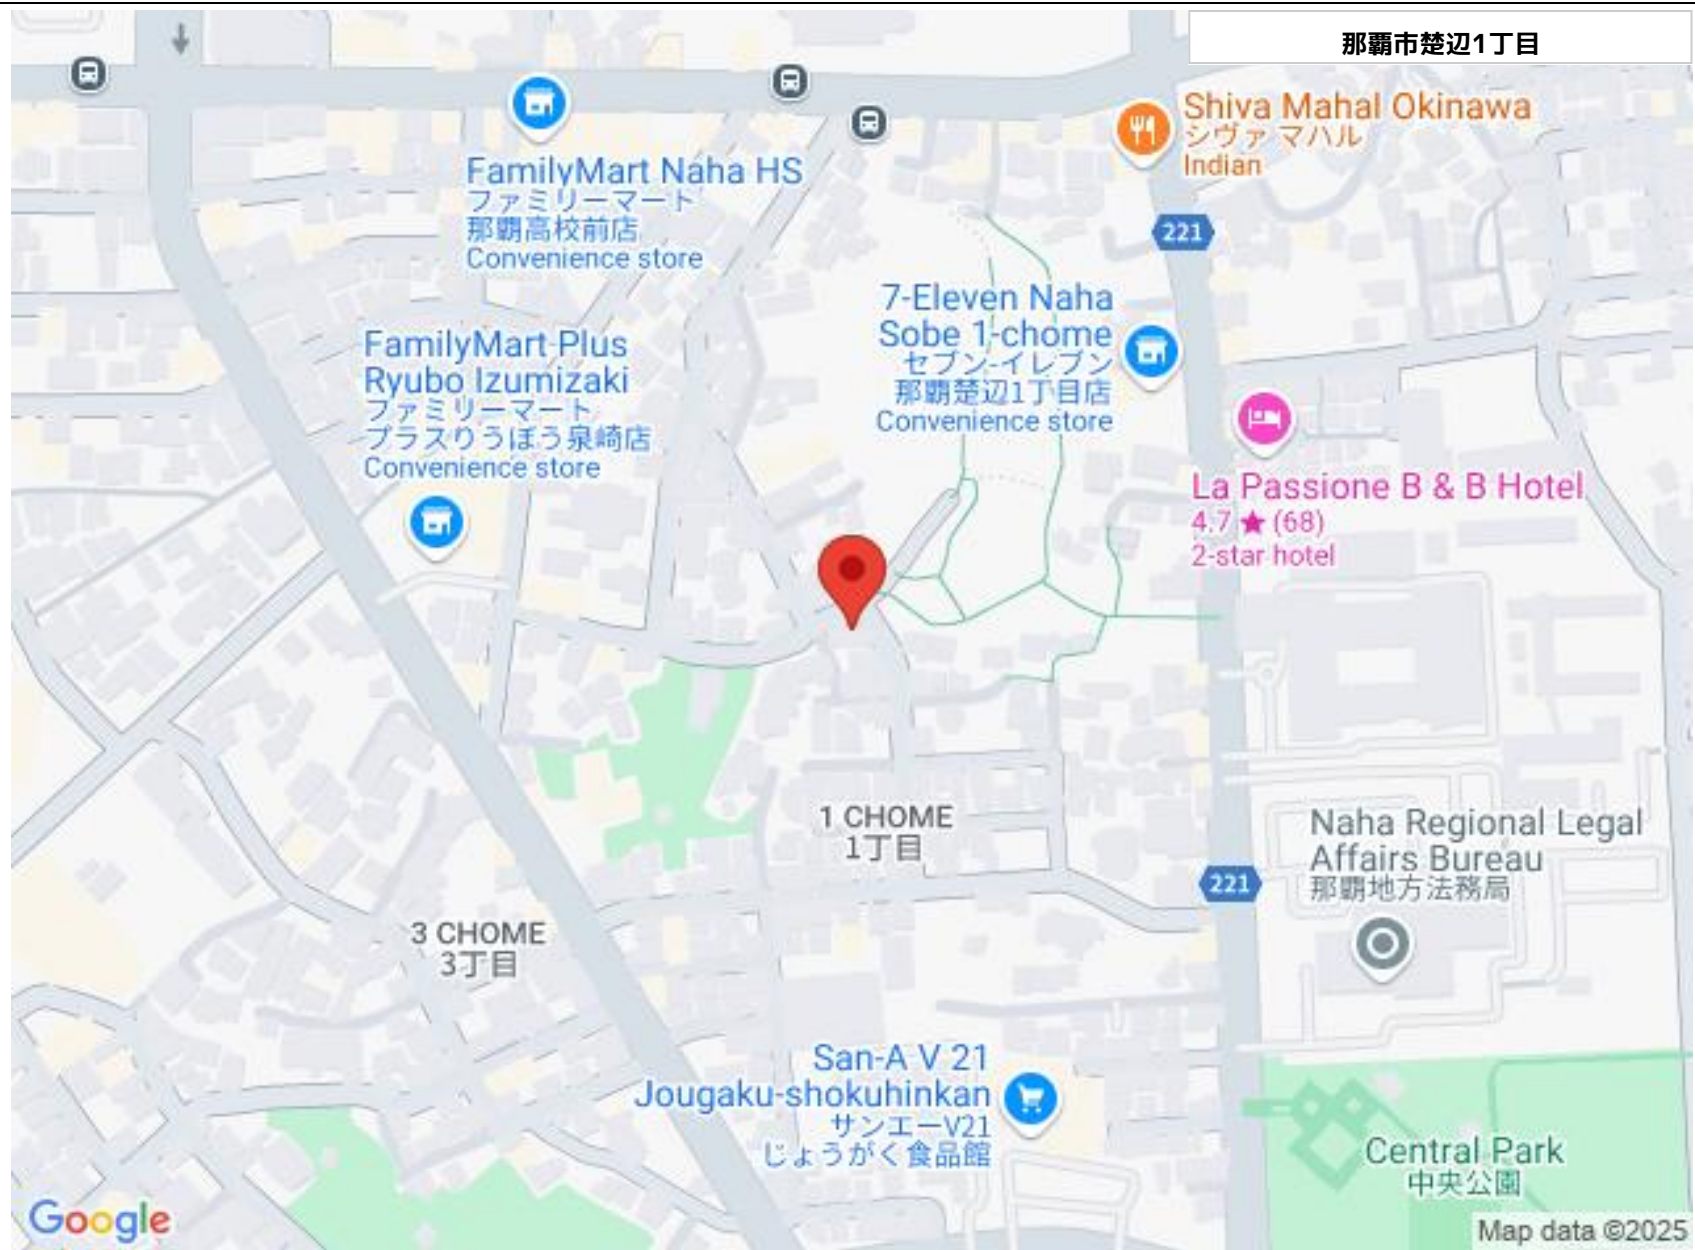 那覇市楚辺1丁目
Shiva Mahal Okinawa
シヴァ マハル
Indian
FamilyMart Naha HS
ファミリーマート
那覇高校前店
Convenience store
221
7-Eleven Naha
Sobe 1-chome
セブン-イレブン
那覇楚辺1丁目店
Convenience store
FamilyMart Plus
Ryubo Izumizaki
ファミリーマート
プラスりうぼう泉崎店
Convenience store
La Passione B & B Hotel
4.7 ★ (68)
2-star hotel
1 CHOME
1丁目
Naha Regional Legal
Affairs Bureau
那覇地方法務局
221
3 CHOME
3丁目
San-A V 21
Jougaku-shokuhinkan
サンエーV21
じょうがく食品館
Central Park
中央公園
Google
Map data ©2025